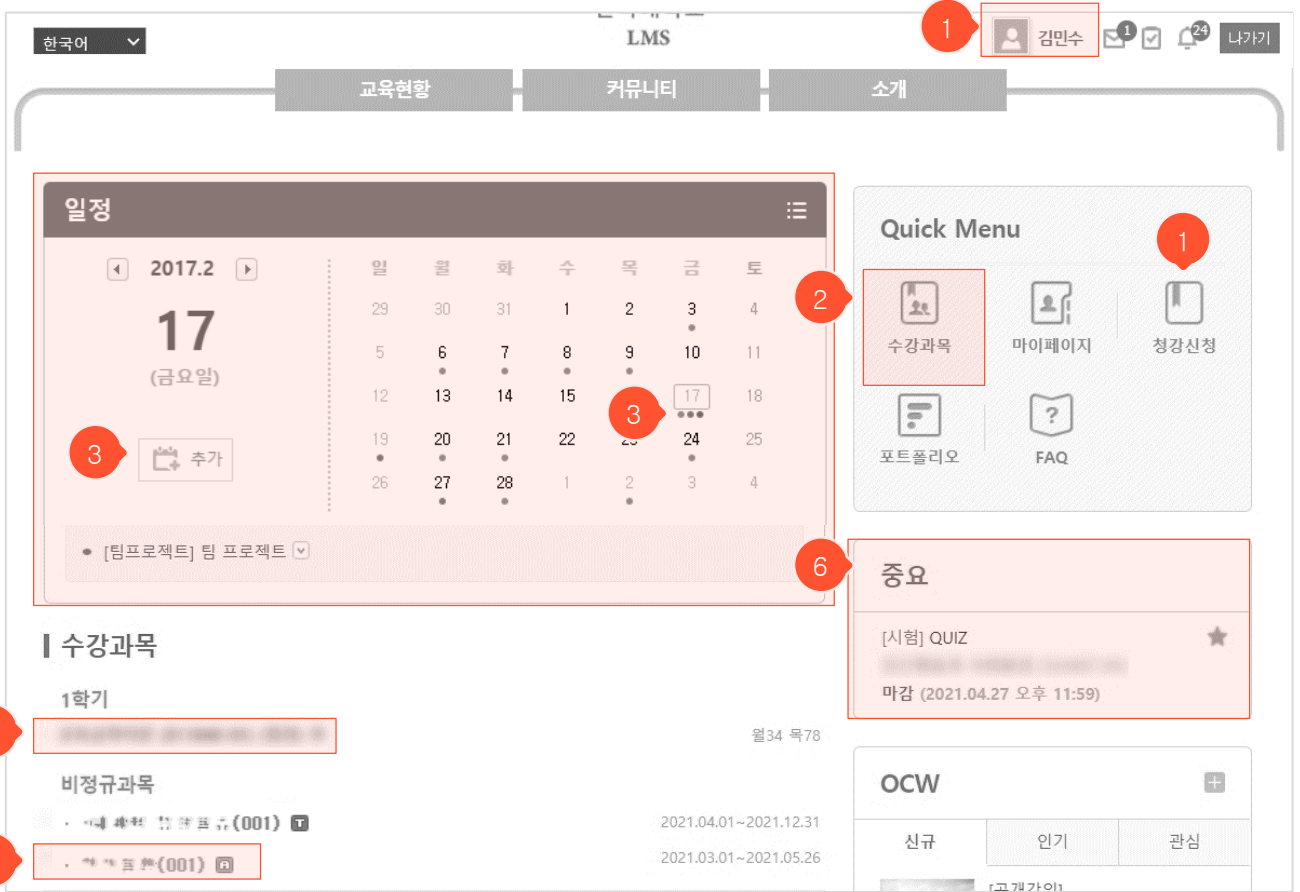 한국어
LMS
1
김민수
1
24
나가기
교육현황
커뮤니티
소개
일정
2017.2
17
(금요일)
3
추가
일 월 화 수 목 금 토
29 30 31 1 2 3 4
5 6 7 8 9 10 11
12 13 14 15 17 18
3
19 20 21 22 23 24 25
26 27 28 1 2 3 4
[팀프로젝트] 팀 프로젝트
Quick Menu
1
2
수강과목
마이페이지
청강신청
포트폴리오
FAQ
6
중요
[시험] QUIZ
마감 (2021.04.27 오후 11:59)
수강과목
1학기
월34 목78
비정규과목
(001) T
2021.04.01~2021.12.31
(001) A
2021.03.01~2021.05.26
OCW
신규
인기
관심
[공개강의]